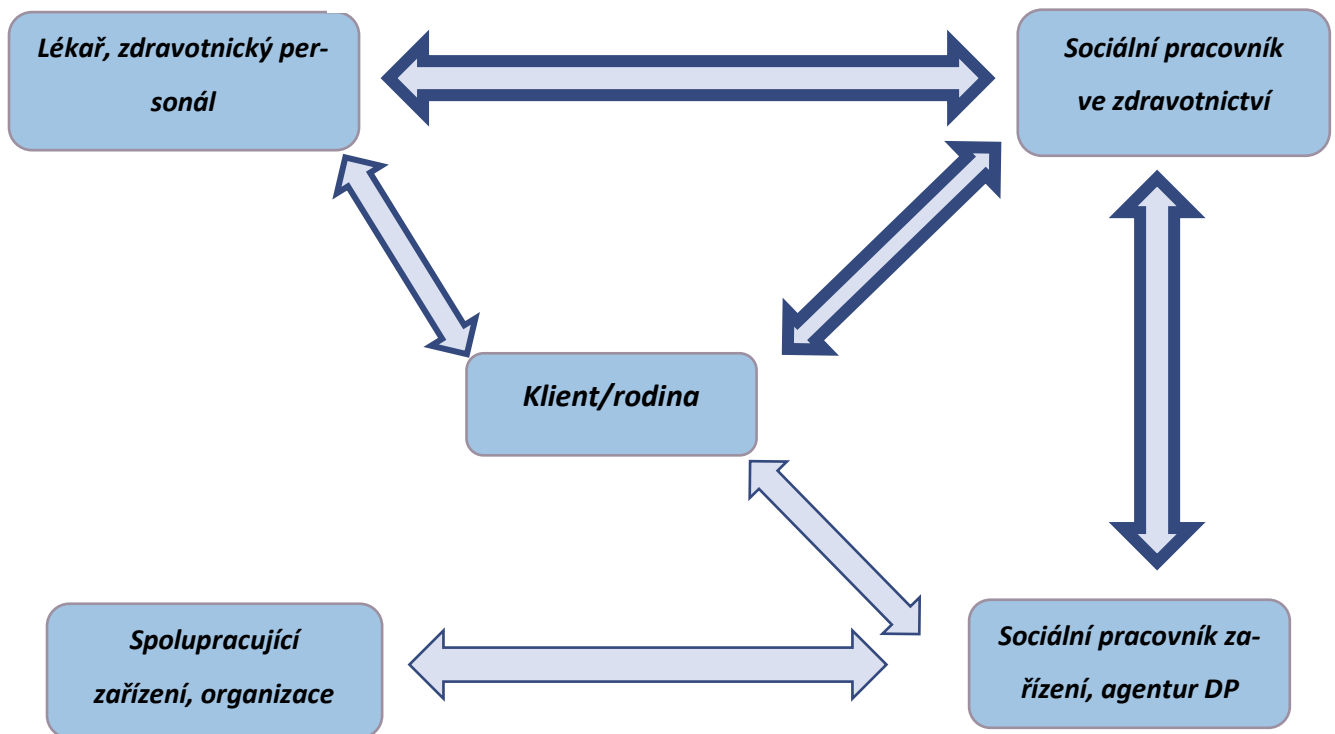 Lékař, zdravotnický per-
sonál
Sociální pracovník
ve zdravotnictví
Klient/rodina
Spolupracující
zařízení, organizace
Sociální pracovník za-
řízení, agentur DP